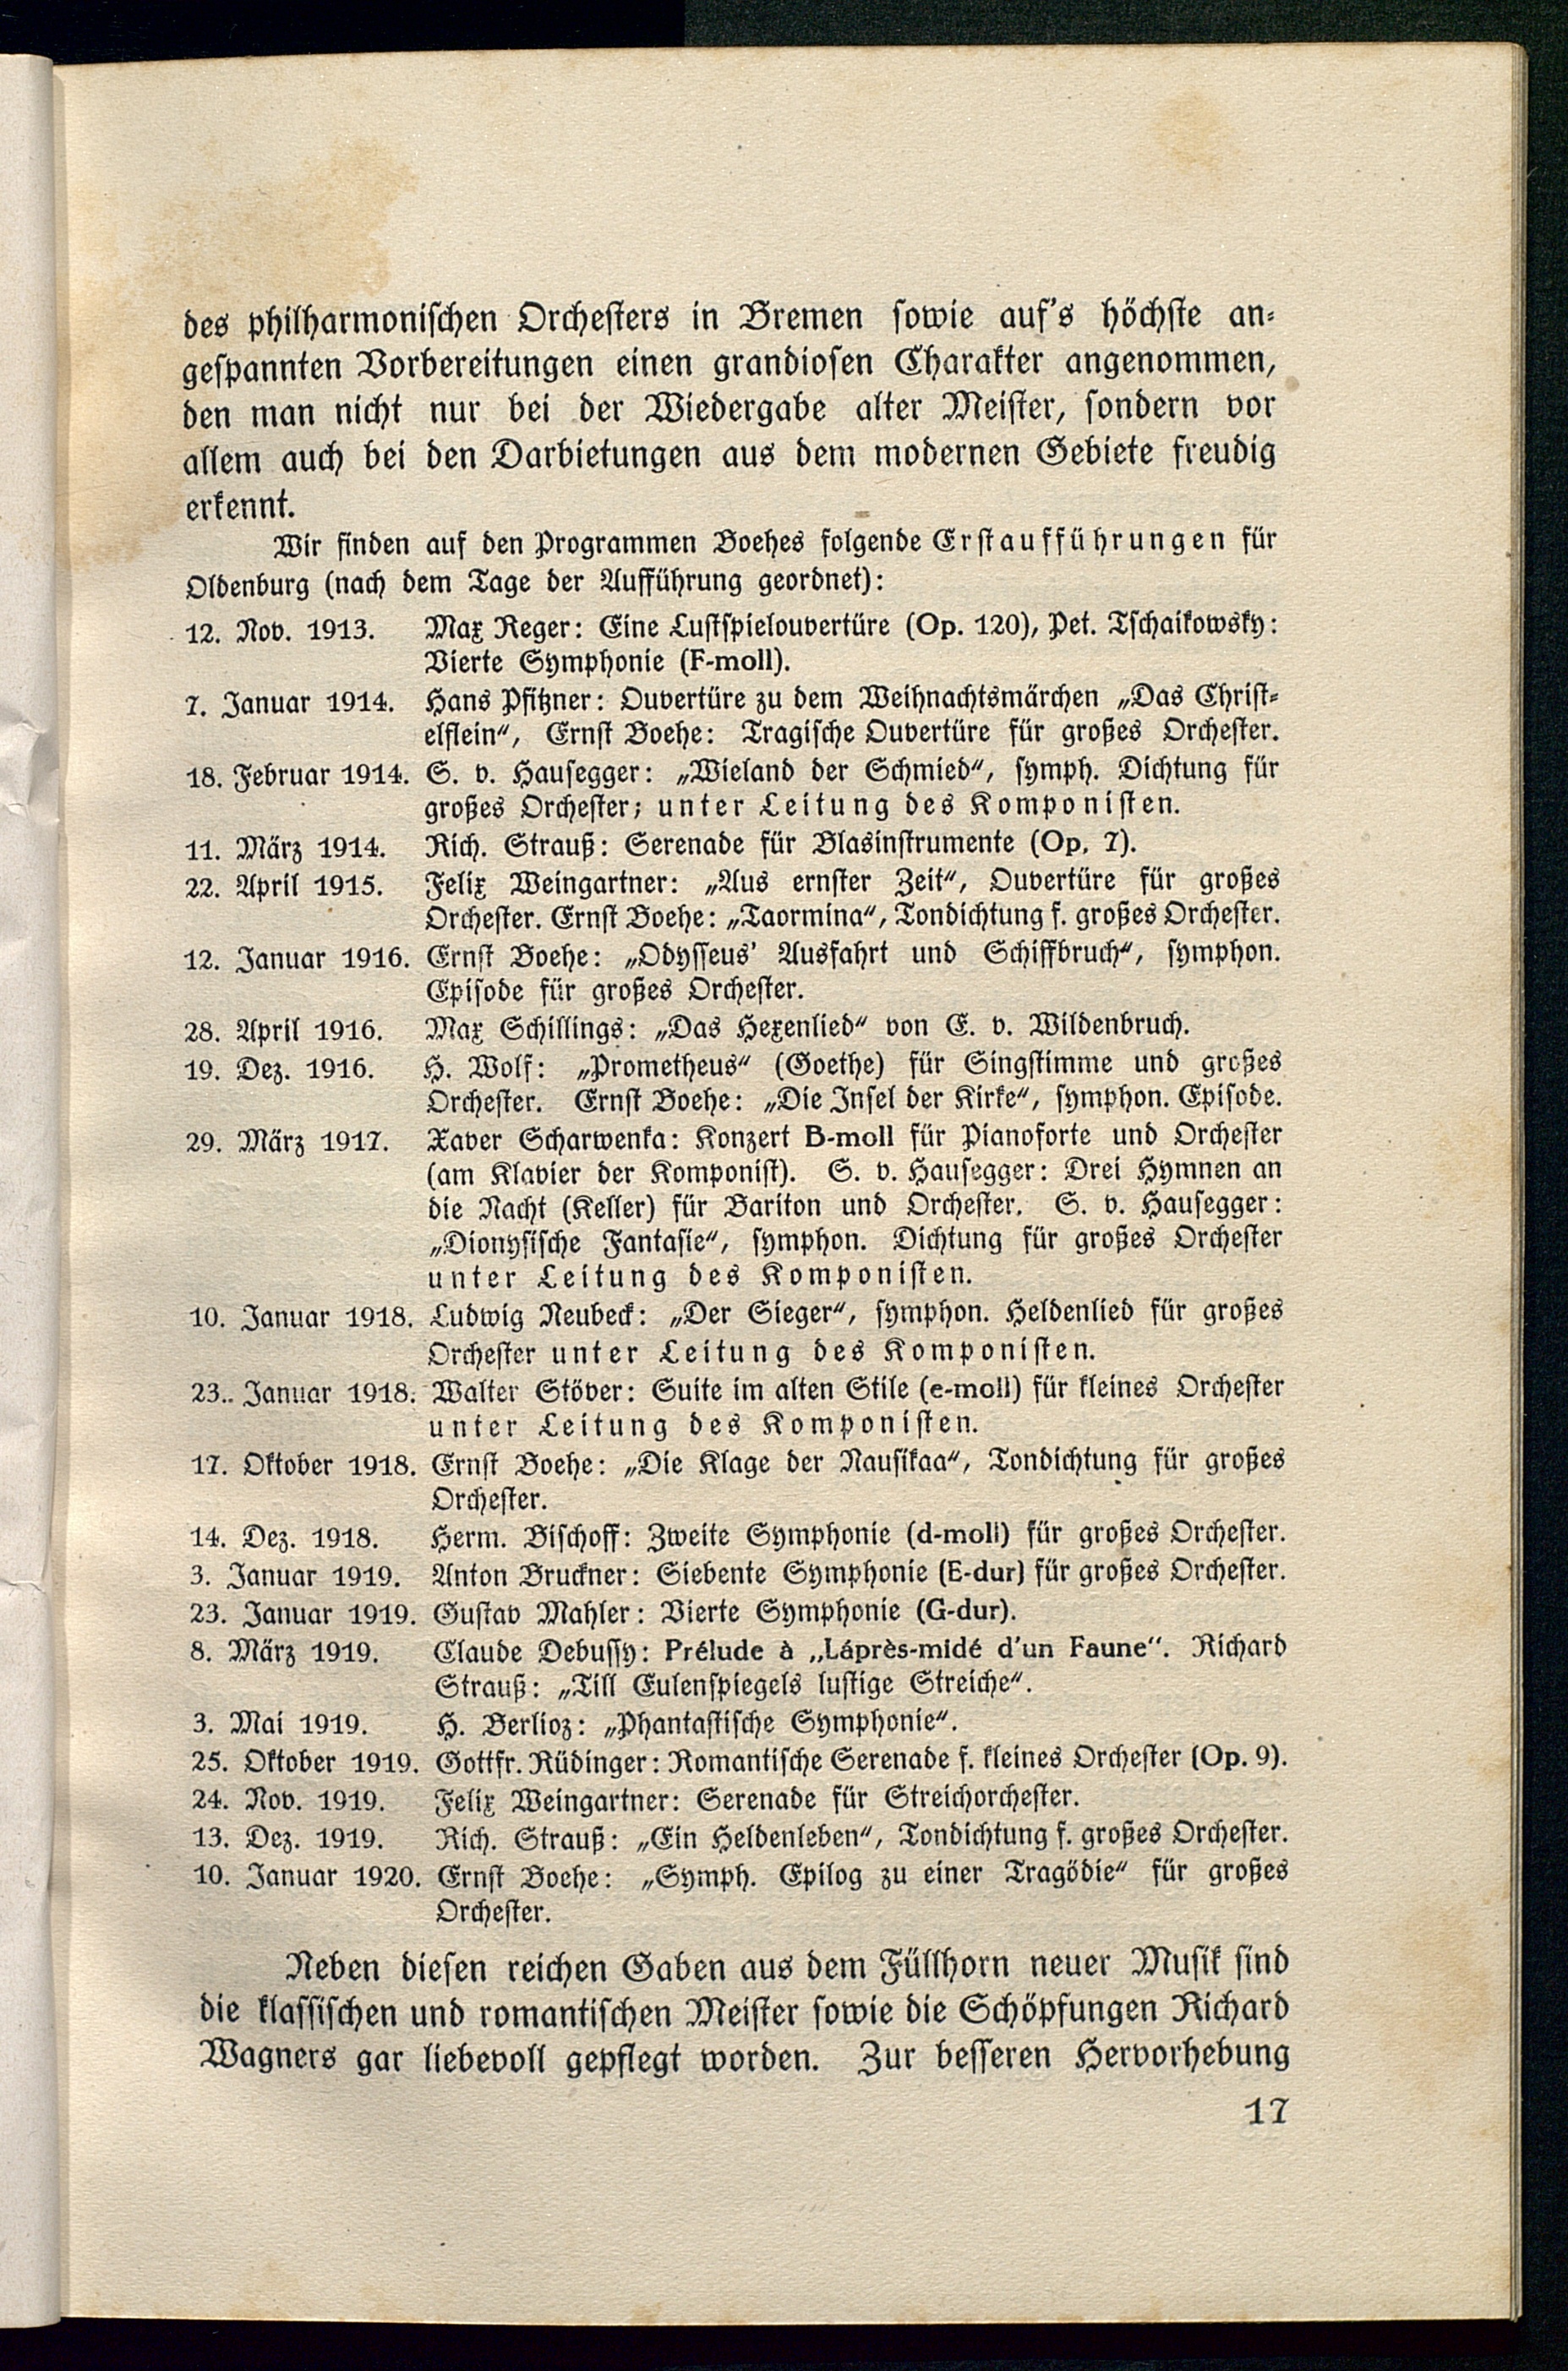 des philharmonischen Orchesters in Bremen sowie auf's höchste an-
gespannten Vorbereitungen einen grandiosen Charakter angenommen,
den man nicht nur bei der Wiedergabe alter Meister, sondern vor
allem auch bei den Darbietungen aus dem modernen Gebiete freudig
erkennt.
Wir finden auf den Programmen Boehes folgende Erstaufführungen für
Oldenburg (nach dem Tage der Aufführung geordnet):
12. Nov. 1913. Max Reger: Eine Lustspielouvertüre (Op. 120), Pet. Tschaikowsky:
Vierte Symphonie (F-moll).
7. Januar 1914. Hans Pfitzner: Ouvertüre zu dem Weihnachtsmärchen „Das Christ-
elflein“, Ernst Boehe: Tragische Ouvertüre für großes Orchester.
18. Februar 1914. S. v. Hausegger: „Wieland der Schmied“, symph. Dichtung für
großes Orchester; unter Leitung des Komponisten.
11. März 1914. Rich. Strauß: Serenade für Blasinstrumente (Op. 7).
22. April 1915. Felix Weingartner: „Aus ernster Zeit“, Ouvertüre für großes
Orchester. Ernst Boehe: „Taormina“, Tondichtung f. großes Orchester.
12. Januar 1916. Ernst Boehe: „Odysseus' Ausfahrt und Schiffbruch“, symphon.
Episode für großes Orchester.
28. April 1916. Max Schillings: „Das Hexenlied“ von E. v. Wildenbruch.
19. Dez. 1916. H. Wolf: „Prometheus“ (Goethe) für Singstimme und großes
Orchester. Ernst Boehe: „Die Insel der Kirke“, symphon. Episode.
29. März 1917. Xaver Scharwenka: Konzert B-moll für Pianoforte und Orchester
(am Klavier der Komponist). S. v. Hausegger: Drei Hymnen an
die Nacht (Keller) für Bariton und Orchester. S. v. Hausegger:
„Dionysische Fantasie“, symphon. Dichtung für großes Orchester
unter Leitung des Komponisten.
10. Januar 1918. Ludwig Neubeck: „Der Sieger“, symphon. Heldenlied für großes
Orchester unter Leitung des Komponisten.
23. Januar 1918. Walter Stöver: Suite im alten Stile (e-moll) für kleines Orchester
unter Leitung des Komponisten.
17. Oktober 1918. Ernst Boehe: „Die Klage der Nausikaa“, Tondichtung für großes
Orchester.
14. Dez. 1918. Herm. Bischoff: Zweite Symphonie (d-moll) für großes Orchester.
3. Januar 1919. Anton Bruckner: Siebente Symphonie (E-dur) für großes Orchester.
23. Januar 1919. Gustav Mahler: Vierte Symphonie (G-dur).
8. März 1919. Claude Debussy: Prélude à „Láprès-midé d'un Faune“. Richard
Strauß: „Till Eulenspiegels lustige Streiche“.
3. Mai 1919. H. Berlioz: „Phantastische Symphonie“.
25. Oktober 1919. Gottfr. Rüdinger: Romantische Serenade f. kleines Orchester (Op. 9).
24. Nov. 1919. Felix Weingartner: Serenade für Streichorchester.
13. Dez. 1919. Rich. Strauß: „Ein Heldenleben“, Tondichtung f. großes Orchester.
10. Januar 1920. Ernst Boehe: „Symph. Epilog zu einer Tragödie“ für großes
Orchester.
Neben diesen reichen Gaben aus dem Füllhorn neuer Musik sind
die klassischen und romantischen Meister sowie die Schöpfungen Richard
Wagners gar liebevoll gepflegt worden. Zur besseren Hervorhebung
17